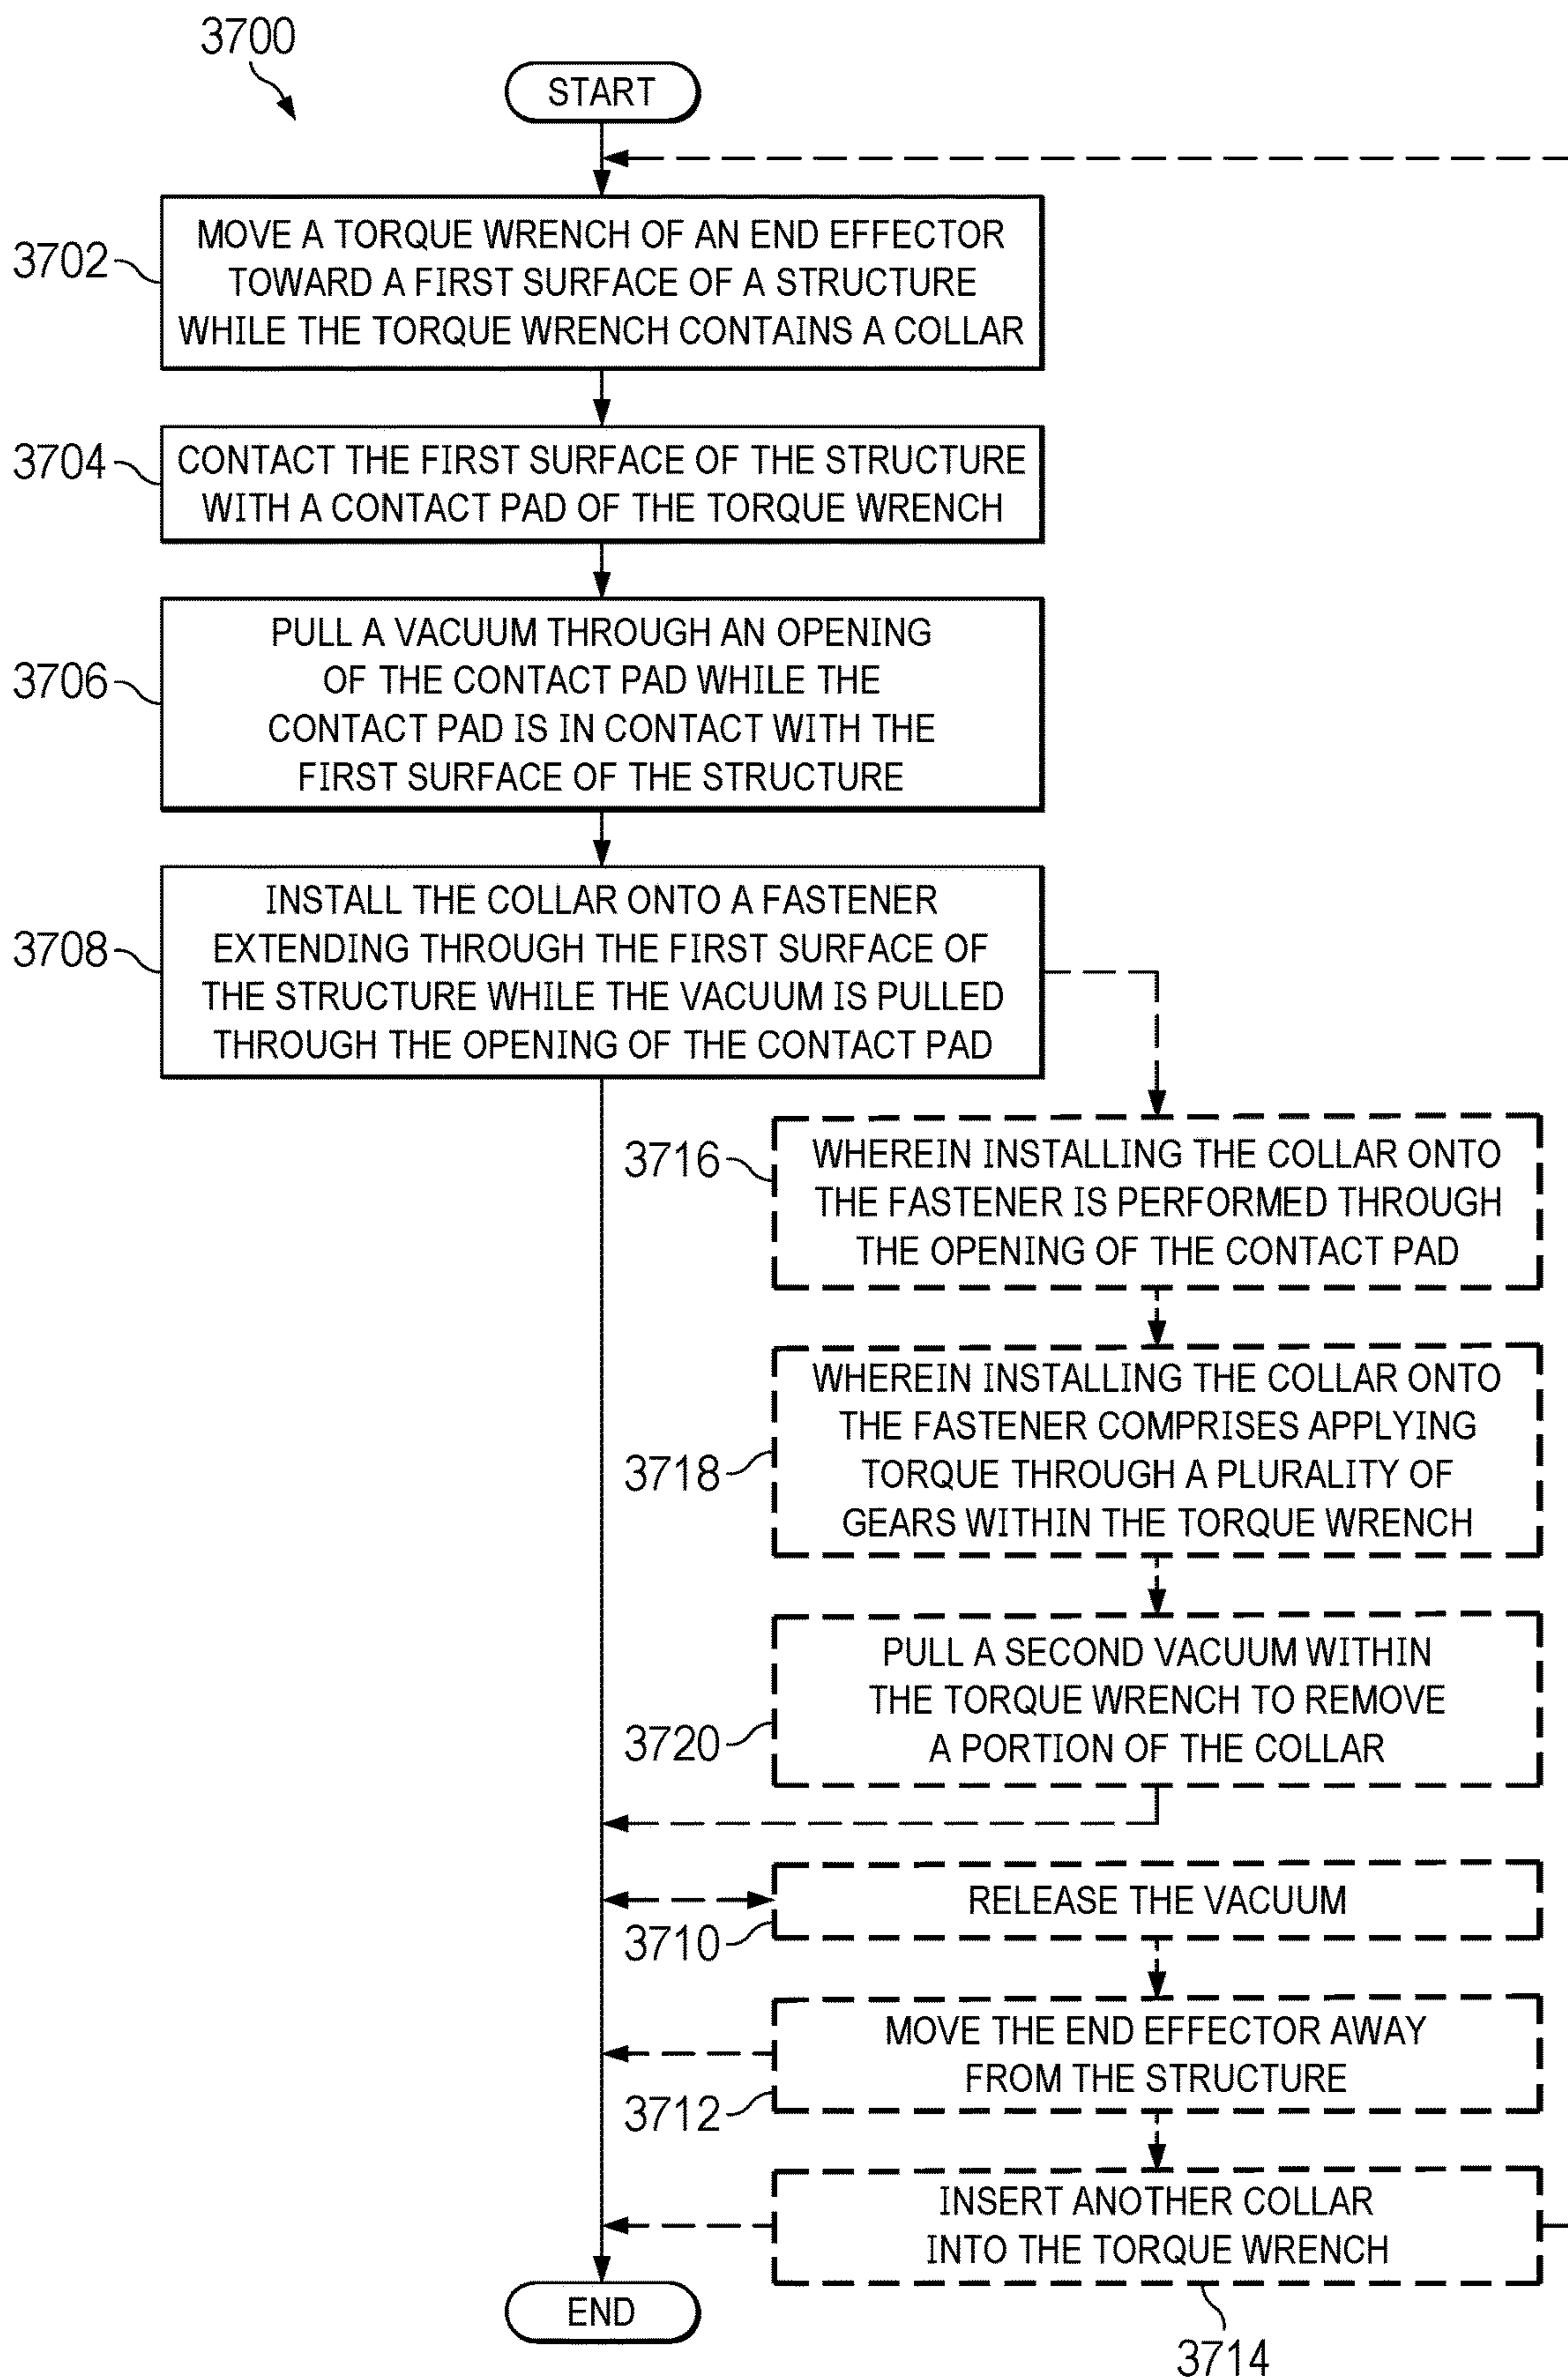 3700
START
3702
MOVE A TORQUE WRENCH OF AN END EFFECTOR
TOWARD A FIRST SURFACE OF A STRUCTURE
WHILE THE TORQUE WRENCH CONTAINS A COLLAR
3704
CONTACT THE FIRST SURFACE OF THE STRUCTURE
WITH A CONTACT PAD OF THE TORQUE WRENCH
3706
PULL A VACUUM THROUGH AN OPENING
OF THE CONTACT PAD WHILE THE
CONTACT PAD IS IN CONTACT WITH THE
FIRST SURFACE OF THE STRUCTURE
3708
INSTALL THE COLLAR ONTO A FASTENER
EXTENDING THROUGH THE FIRST SURFACE OF
THE STRUCTURE WHILE THE VACUUM IS PULLED
THROUGH THE OPENING OF THE CONTACT PAD
3716
WHEREIN INSTALLING THE COLLAR ONTO
THE FASTENER IS PERFORMED THROUGH
THE OPENING OF THE CONTACT PAD
3718
WHEREIN INSTALLING THE COLLAR ONTO
THE FASTENER COMPRISES APPLYING
TORQUE THROUGH A PLURALITY OF
GEARS WITHIN THE TORQUE WRENCH
3720
PULL A SECOND VACUUM WITHIN
THE TORQUE WRENCH TO REMOVE
A PORTION OF THE COLLAR
3710
RELEASE THE VACUUM
3712
MOVE THE END EFFECTOR AWAY
FROM THE STRUCTURE
INSERT ANOTHER COLLAR
INTO THE TORQUE WRENCH
3714
END